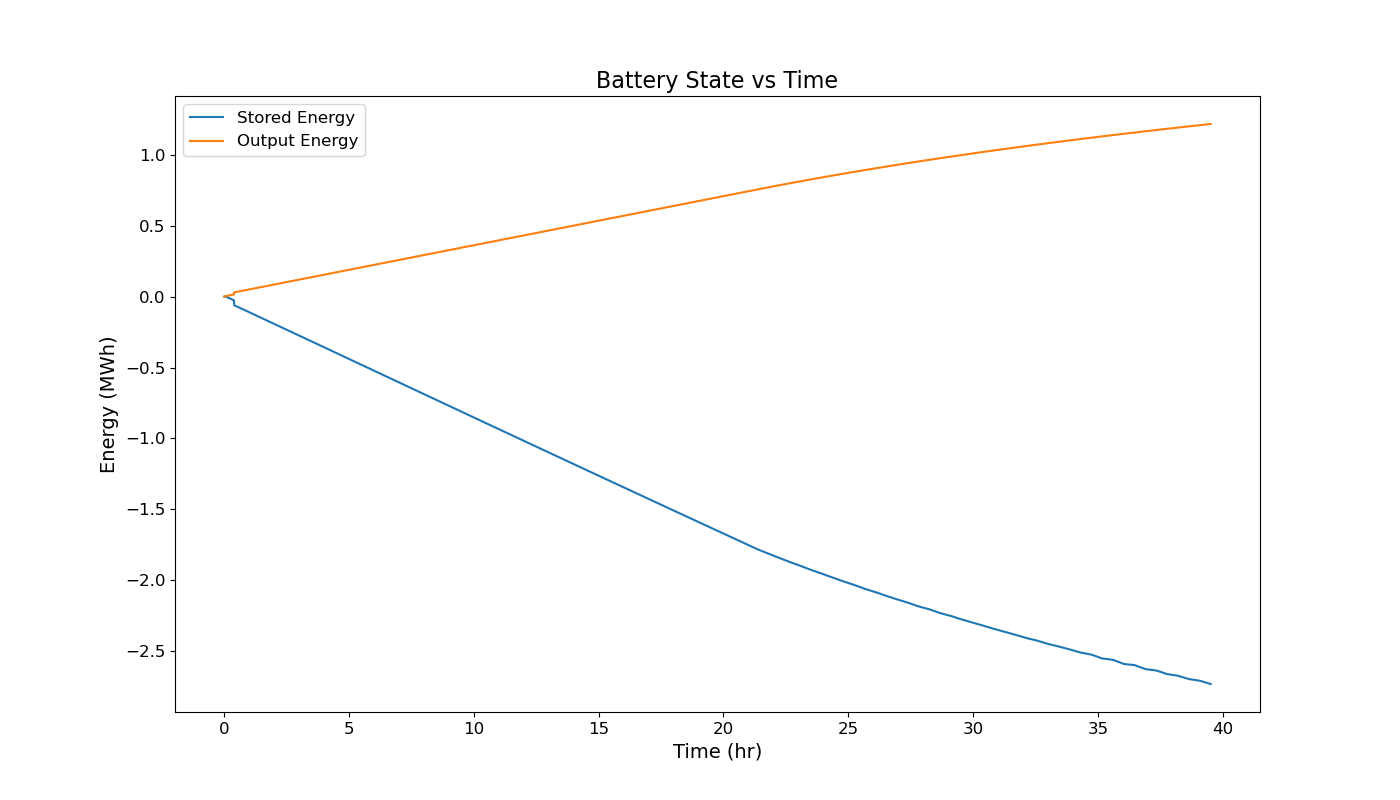 Battery State vs Time
Stored Energy
Output Energy
Energy (MWh)
1.0
0.5
0.0
−0.5
−1.0
−1.5
−2.0
−2.5
0 5 10 15 20 25 30 35 40
Time (hr)